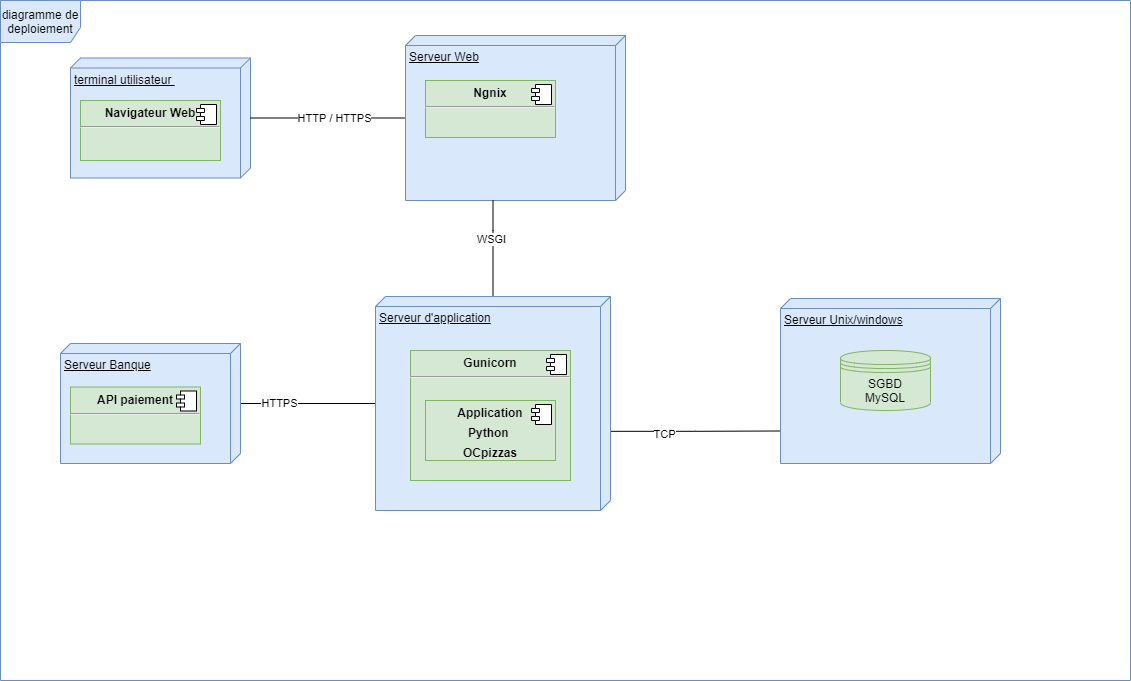 diagramme de
deploiement
terminal utilisateur
Navigateur Web
HTTP / HTTPS
Serveur Web
Ngnix
WSGI
Serveur d'application
Gunicorn
Application
Python
OCpizzas
Serveur Banque
API paiement
HTTPS
TCP
Serveur Unix/windows
SGBD
MySQL